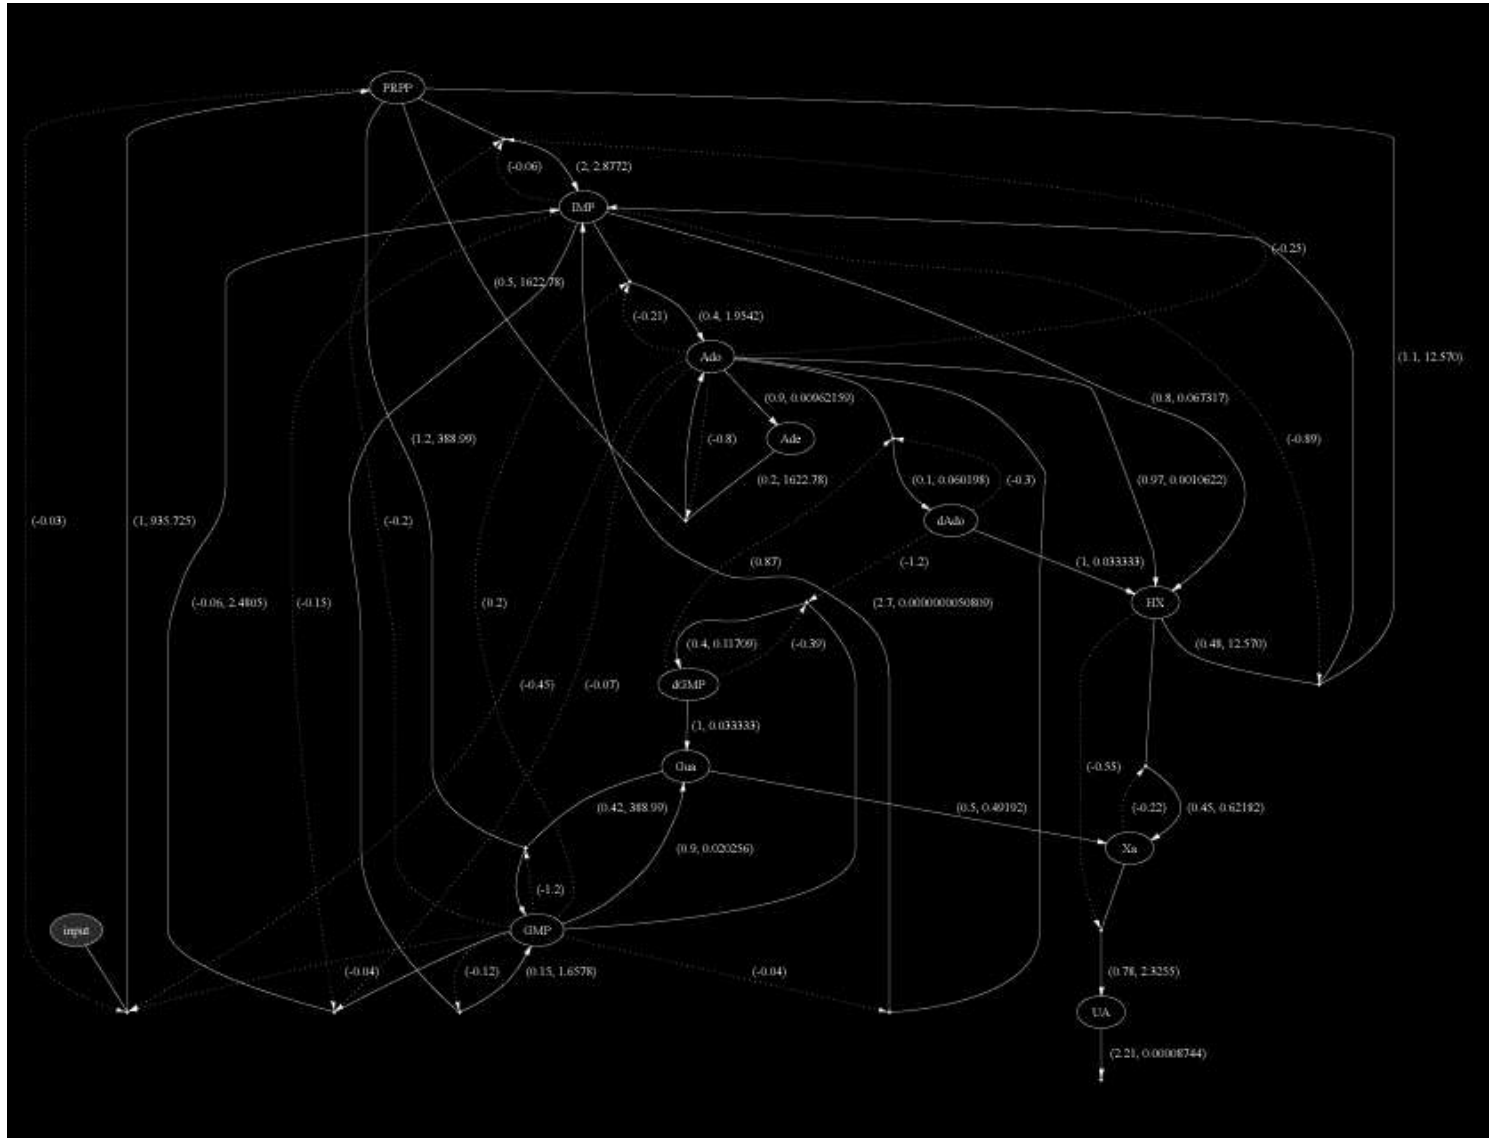 PRPP
(-0.06) (2, 2.8772)
IMP
(-0.25)
(0.5, 1622.78)
(-0.21) (0.4, 1.9542)
Ado
(1.1, 12.570)
(0.9, 0.00962159) (0.8, 0.067317)
(1.2, 388.99) (-0.8) Ade (-0.89)
(0.2, 1622.78) (0.1, 0.060198) (-0.3) (0.97, 0.0010622)
(-0.03) (1, 935.725) (-0.2) dAdo
(0.87) (-1.2) (1, 0.033333)
(-0.06, 2.4805) (-0.15) (0.2) (2.7, 0.0000000050809) HX
(0.4, 0.11709) (-0.39) (0.48, 12.570)
(-0.45) (-0.07) dGMP
(1, 0.033333)
Gua (-0.55)
(0.42, 388.99) (0.5, 0.49192) (-0.22) (0.45, 0.62182)
(0.9, 0.020256) Xa
(-1.2)
input GMP
(-0.04) (-0.12) (0.15, 1.6578) (-0.04) (0.78, 2.3255)
UA
(2.21, 0.00008744)